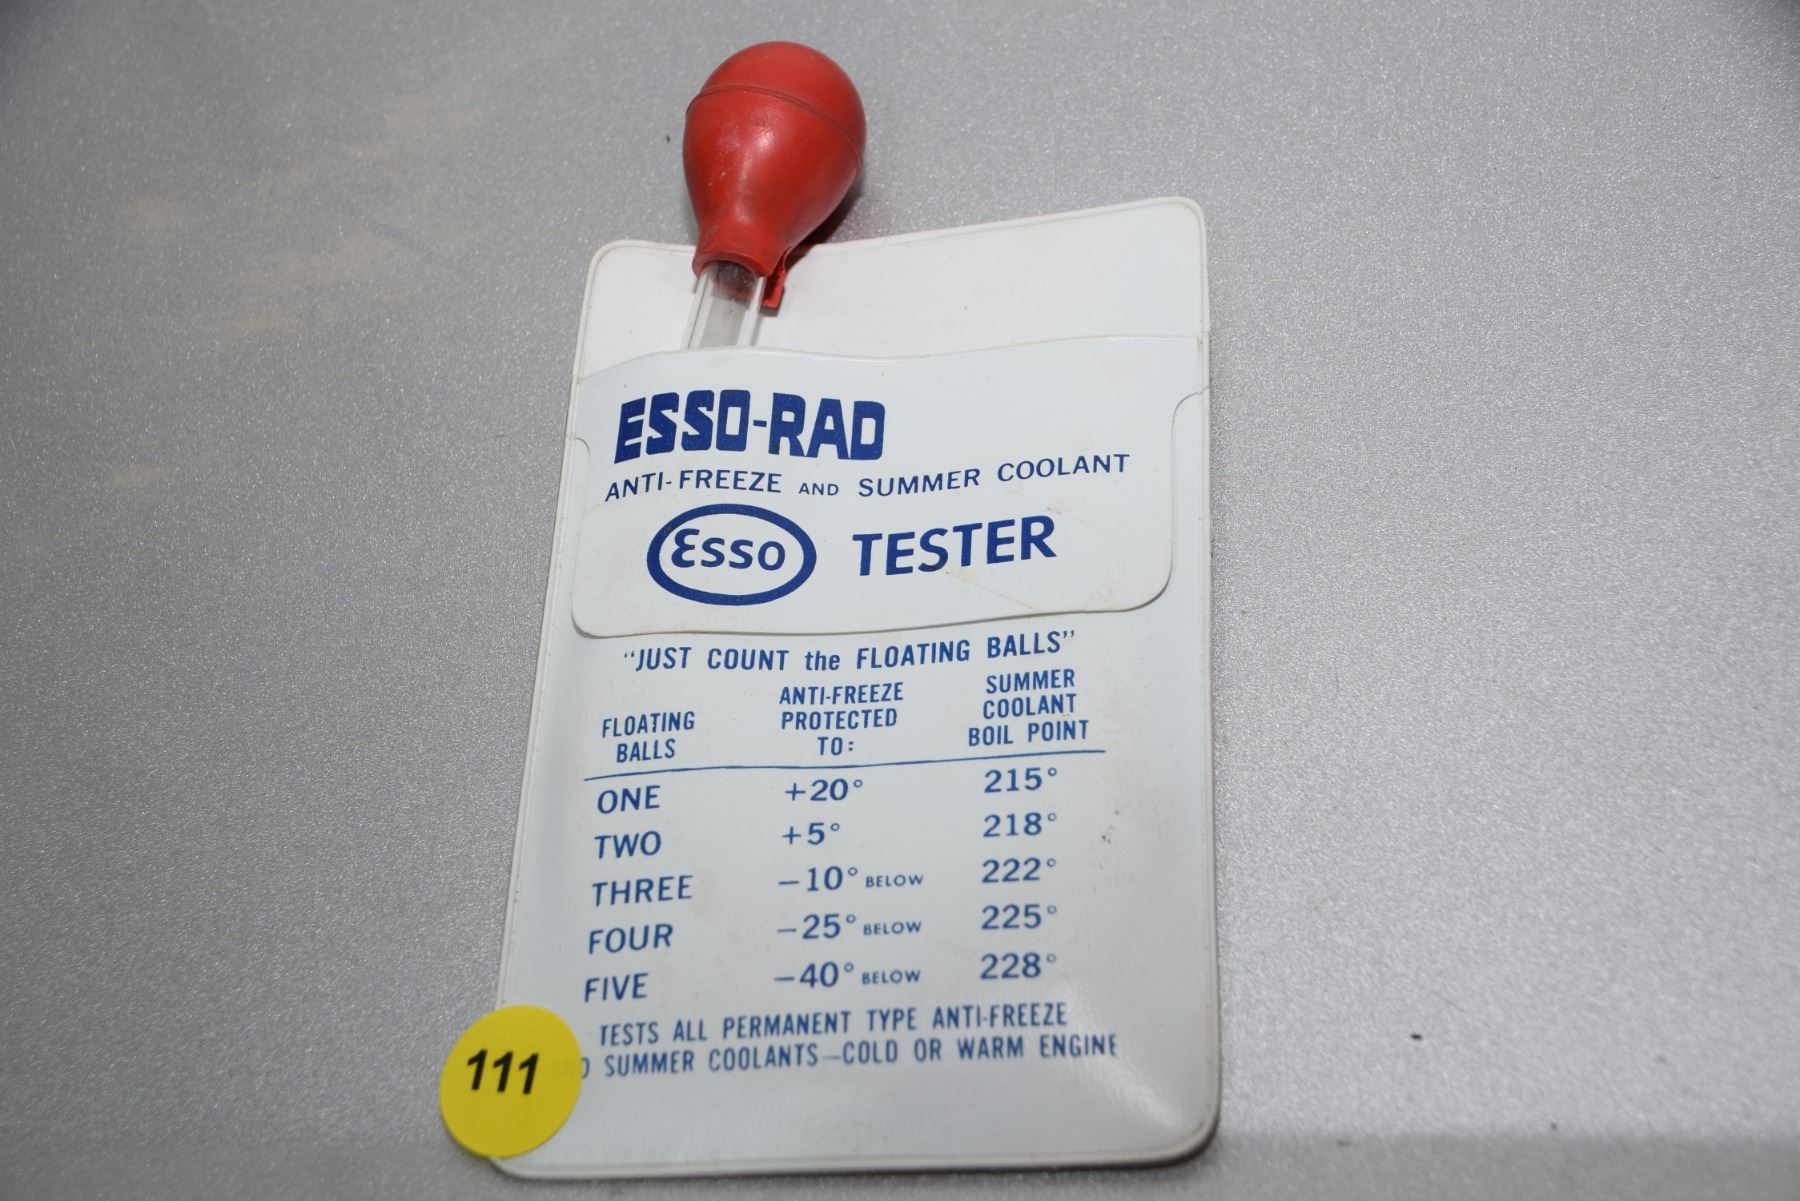 ESSO-RAD
ANTI-FREEZE AND SUMMER COOLANT
Esso TESTER
"JUST COUNT the FLOATING BALLS"
FLOATING BALLS
ANTI-FREEZE PROTECTED TO:
SUMMER COOLANT BOIL POINT
ONE +20° 215°
TWO +5° 218°
THREE −10° BELOW 222°
FOUR −25° BELOW 225°
FIVE −40° BELOW 228°
TESTS ALL PERMANENT TYPE ANTI-FREEZE
SUMMER COOLANTS—COLD OR WARM ENGINE
111